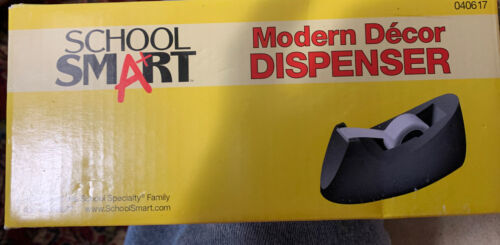 040617
SCHOOL
SMART
Modern Décor
DISPENSER
School Specialty® Family
www.SchoolSmart.com